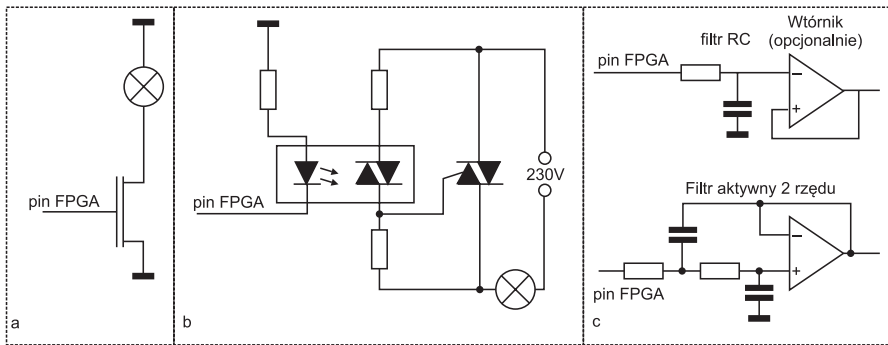 pin FPGA
a
pin FPGA
230V
b
filtr RC
Wtórnik
(opcjonalnie)
pin FPGA
−
+
Filtr aktywny 2 rzędu
−
+
pin FPGA
c